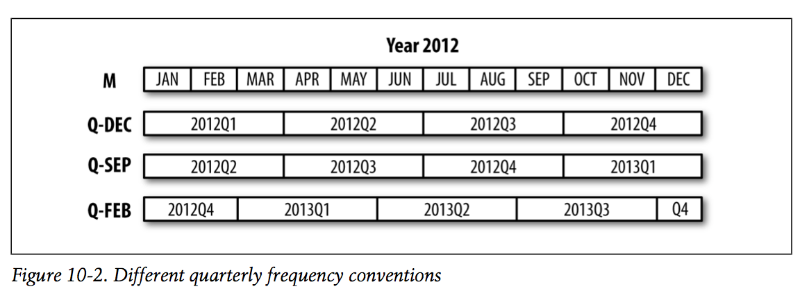 Year 2012
M JAN FEB MAR APR MAY JUN JUL AUG SEP OCT NOV DEC
Q-DEC 2012Q1 2012Q2 2012Q3 2012Q4
Q-SEP 2012Q2 2012Q3 2012Q4 2013Q1
Q-FEB 2012Q4 2013Q1 2013Q2 2013Q3 Q4
Figure 10-2. Different quarterly frequency conventions